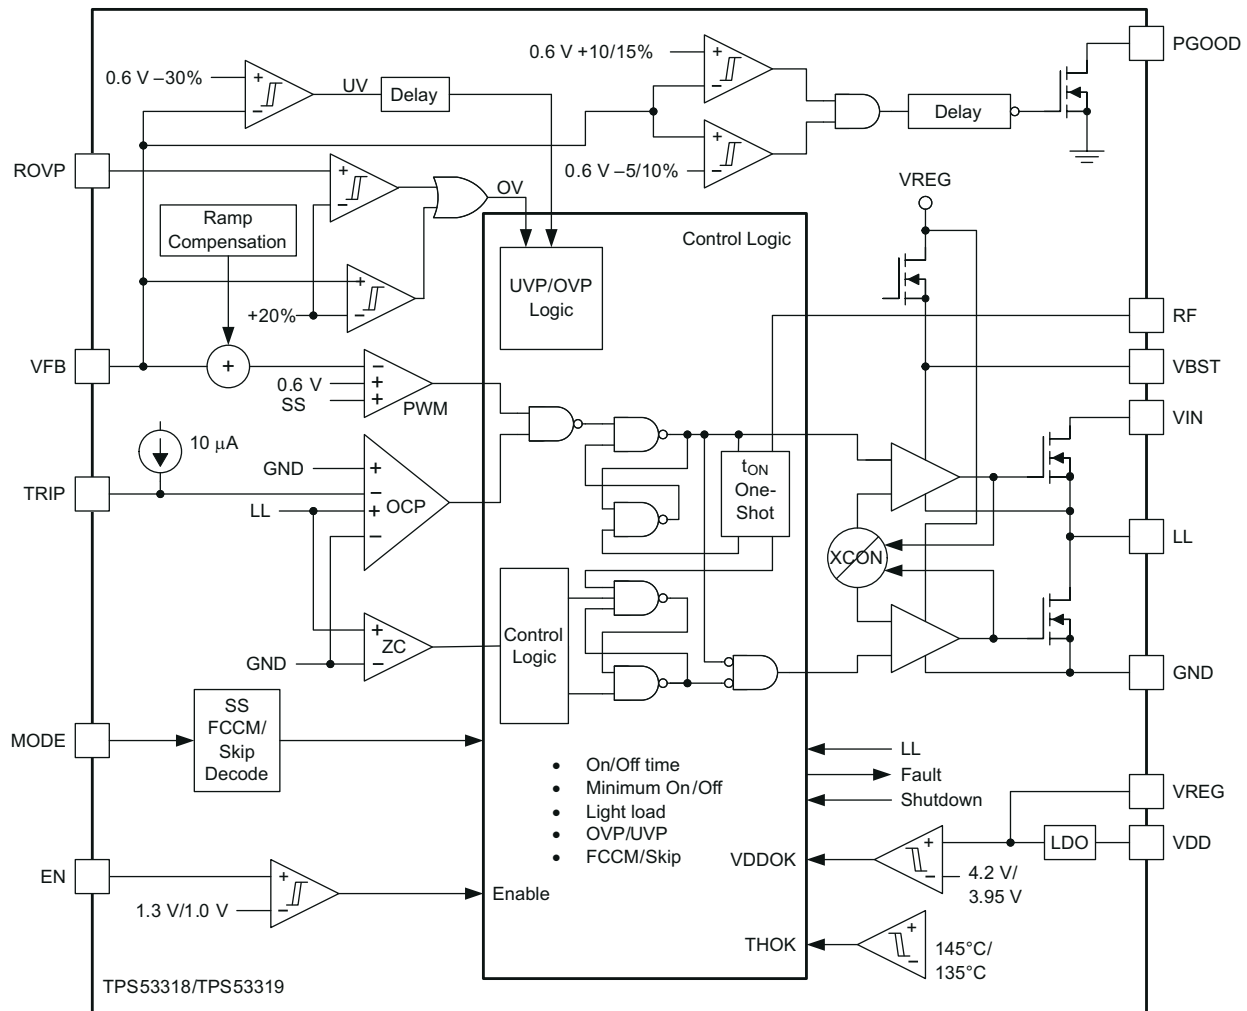 PGOOD
0.6 V +10/15%
0.6 V –30%
+
–
UV
Delay
+
–
Delay
+
–
0.6 V –5/10%
ROVP
+
–
OV
VREG
Ramp
Compensation
Control Logic
UVP/OVP
Logic
+
–
+20%
RF
VFB
+
–
+
+
0.6 V
SS
PWM
VBST
VIN
10 μA
GND
+
TRIP
–
LL
+
OCP
–
tON
One-
Shot
XCON
LL
Control
Logic
+
ZC
GND
–
GND
SS
FCCM/
Skip
Decode
MODE
LL
Fault
Shutdown
• On/Off time
• Minimum On/Off
• Light load
• OVP/UVP
• FCCM/Skip
VREG
LDO
VDD
VDDOK
+
–
4.2 V/
3.95 V
EN
+
–
1.3 V/1.0 V
Enable
THOK
+
–
145°C/
135°C
TPS53318/TPS53319